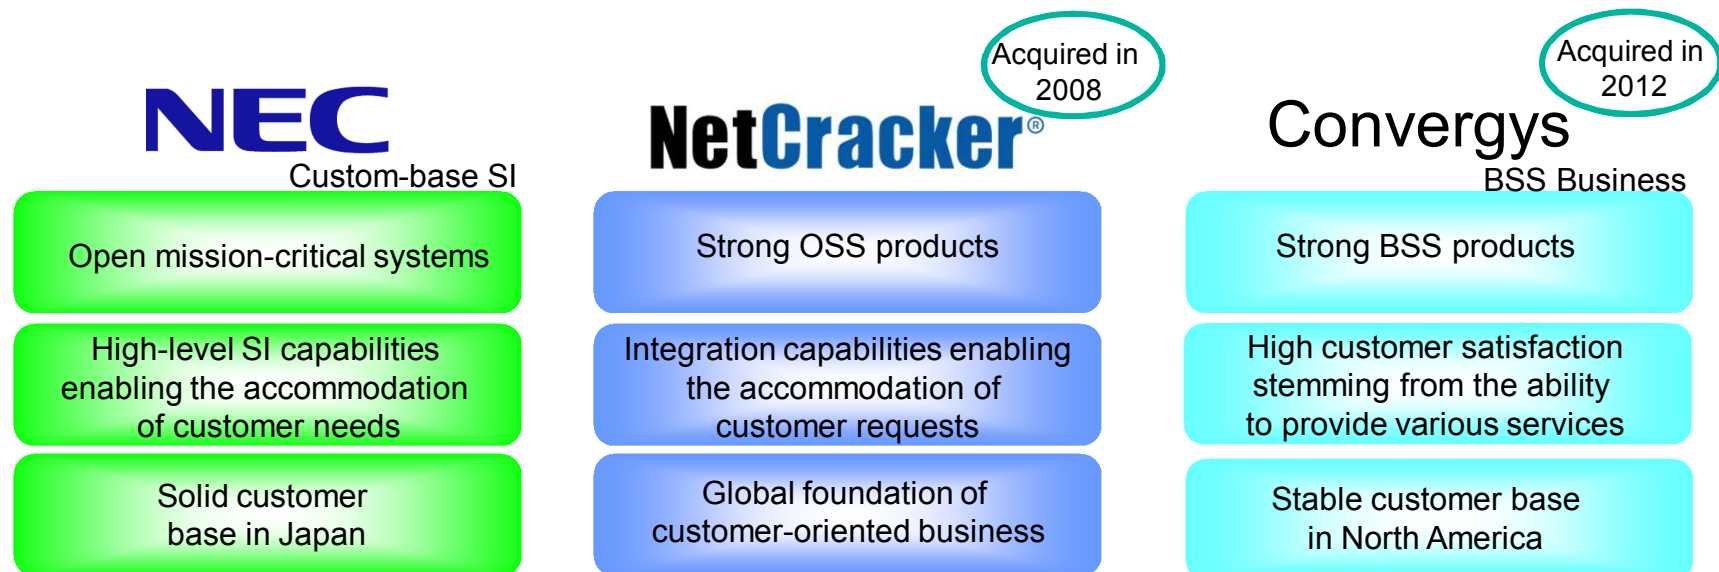 NEC
Custom-base SI
Open mission-critical systems
High-level SI capabilities
enabling the accommodation
of customer needs
Solid customer
base in Japan
Acquired in
2008
NetCracker®
Strong OSS products
Integration capabilities enabling
the accommodation of
customer requests
Global foundation of
customer-oriented business
Acquired in
2012
Convergys
BSS Business
Strong BSS products
High customer satisfaction
stemming from the ability
to provide various services
Stable customer base
in North America